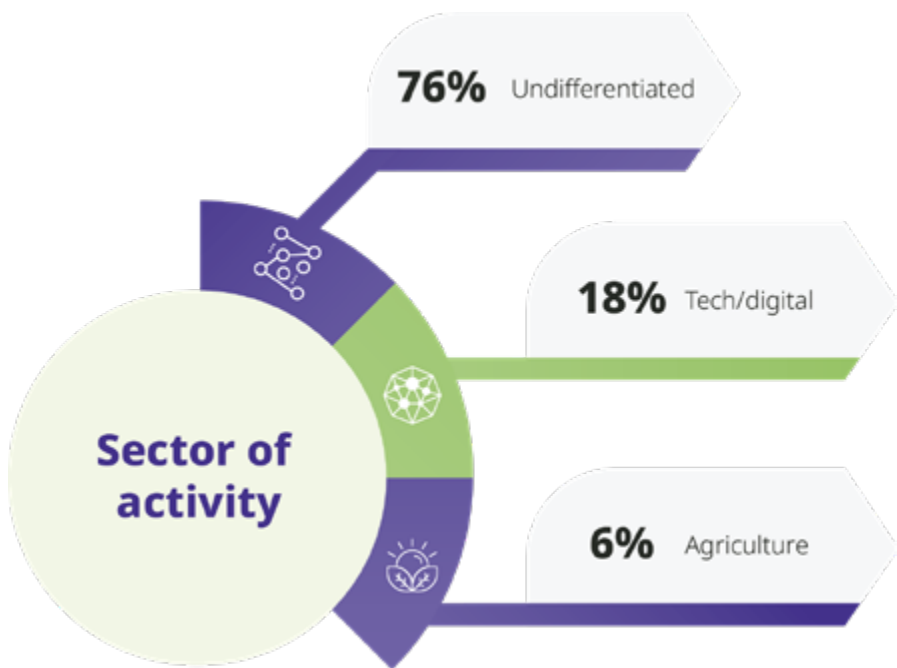 76% Undifferentiated
18% Tech/digital
Sector of
activity
6% Agriculture